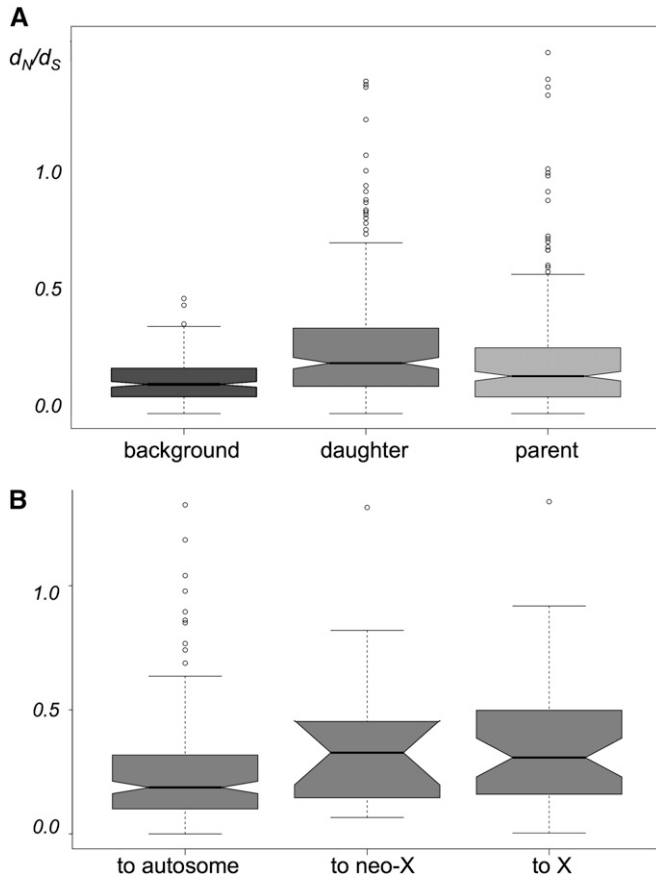 A
dN/dS
1.0
0.5
0.0
background daughter parent
B
1.0
0.5
0.0
to autosome to neo-X to X